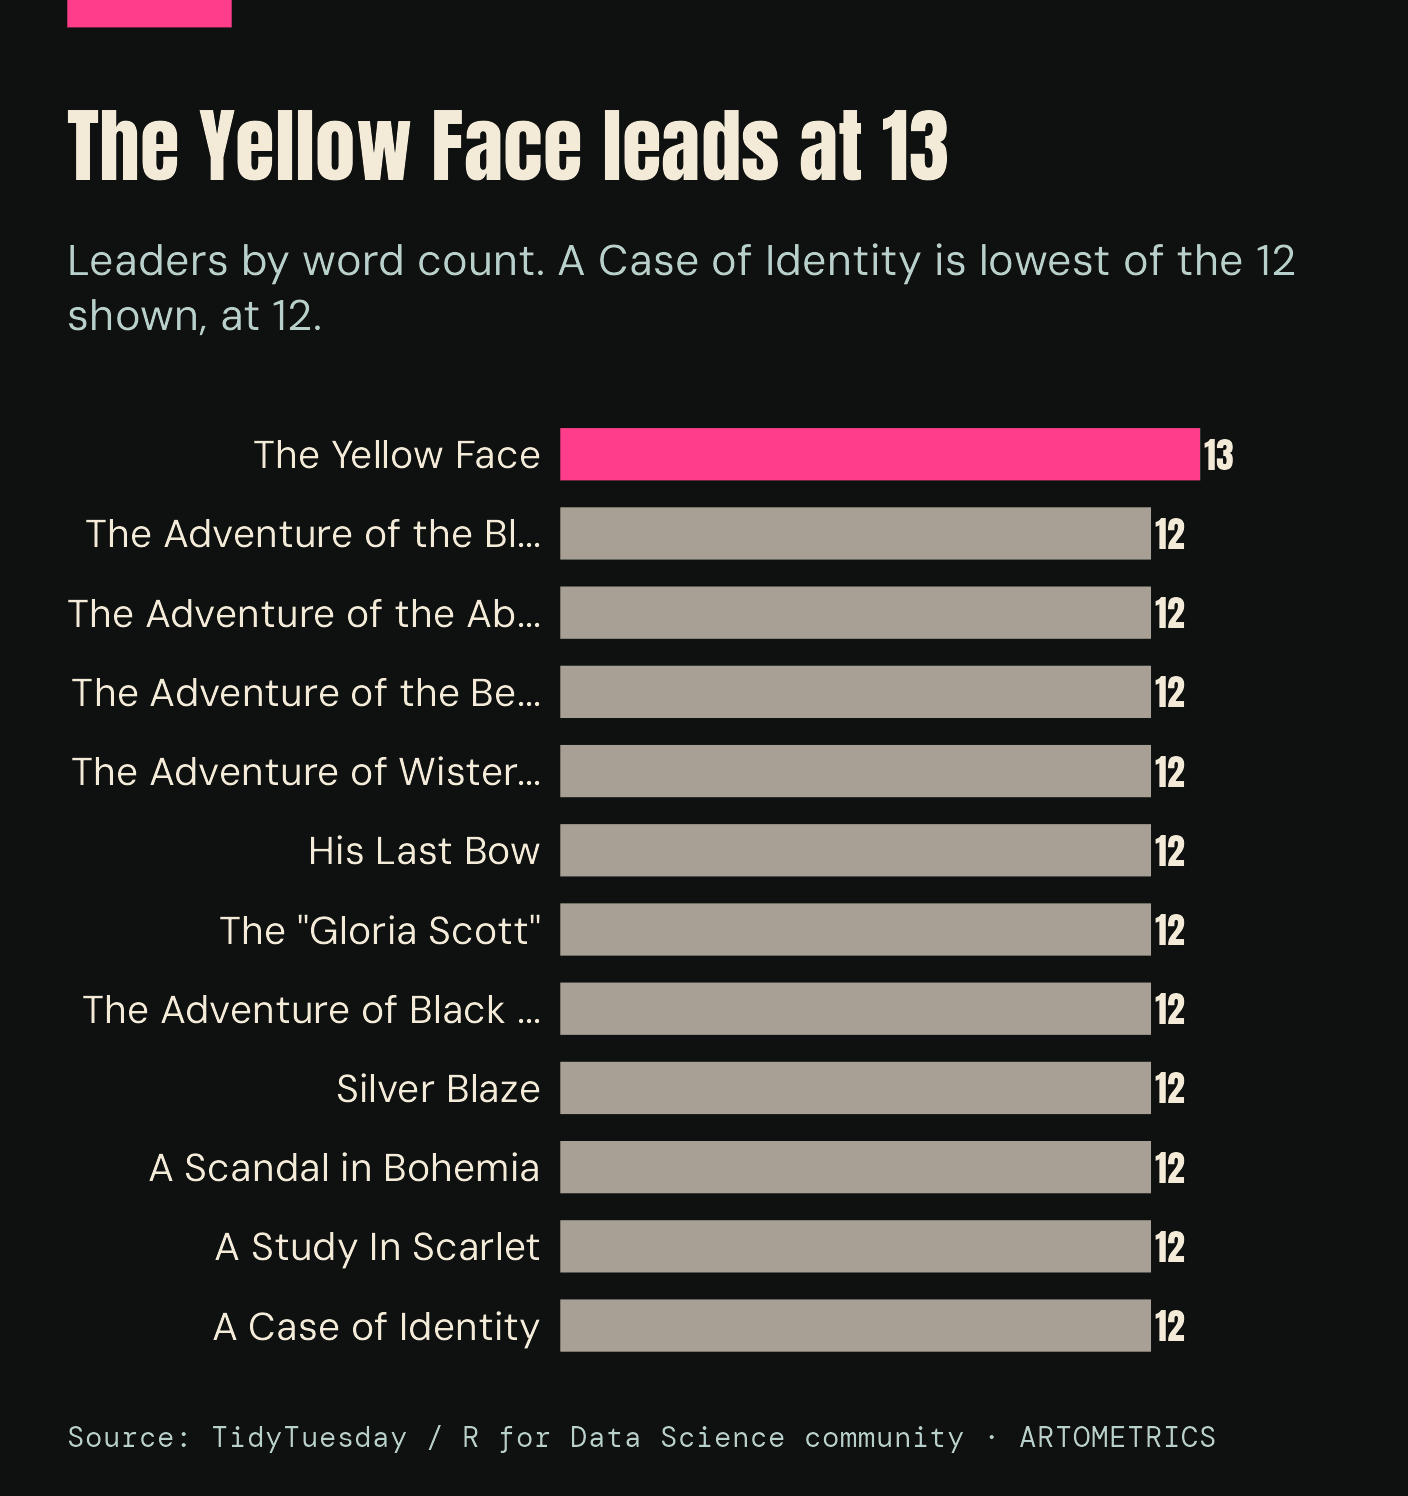 The Yellow Face leads at 13
Leaders by word count. A Case of Identity is lowest of the 12
shown, at 12.
The Yellow Face 13
The Adventure of the Bl... 12
The Adventure of the Ab... 12
The Adventure of the Be... 12
The Adventure of Wister... 12
His Last Bow 12
The "Gloria Scott" 12
The Adventure of Black ... 12
Silver Blaze 12
A Scandal in Bohemia 12
A Study In Scarlet 12
A Case of Identity 12
Source: TidyTuesday / R for Data Science community · ARTOMETRICS